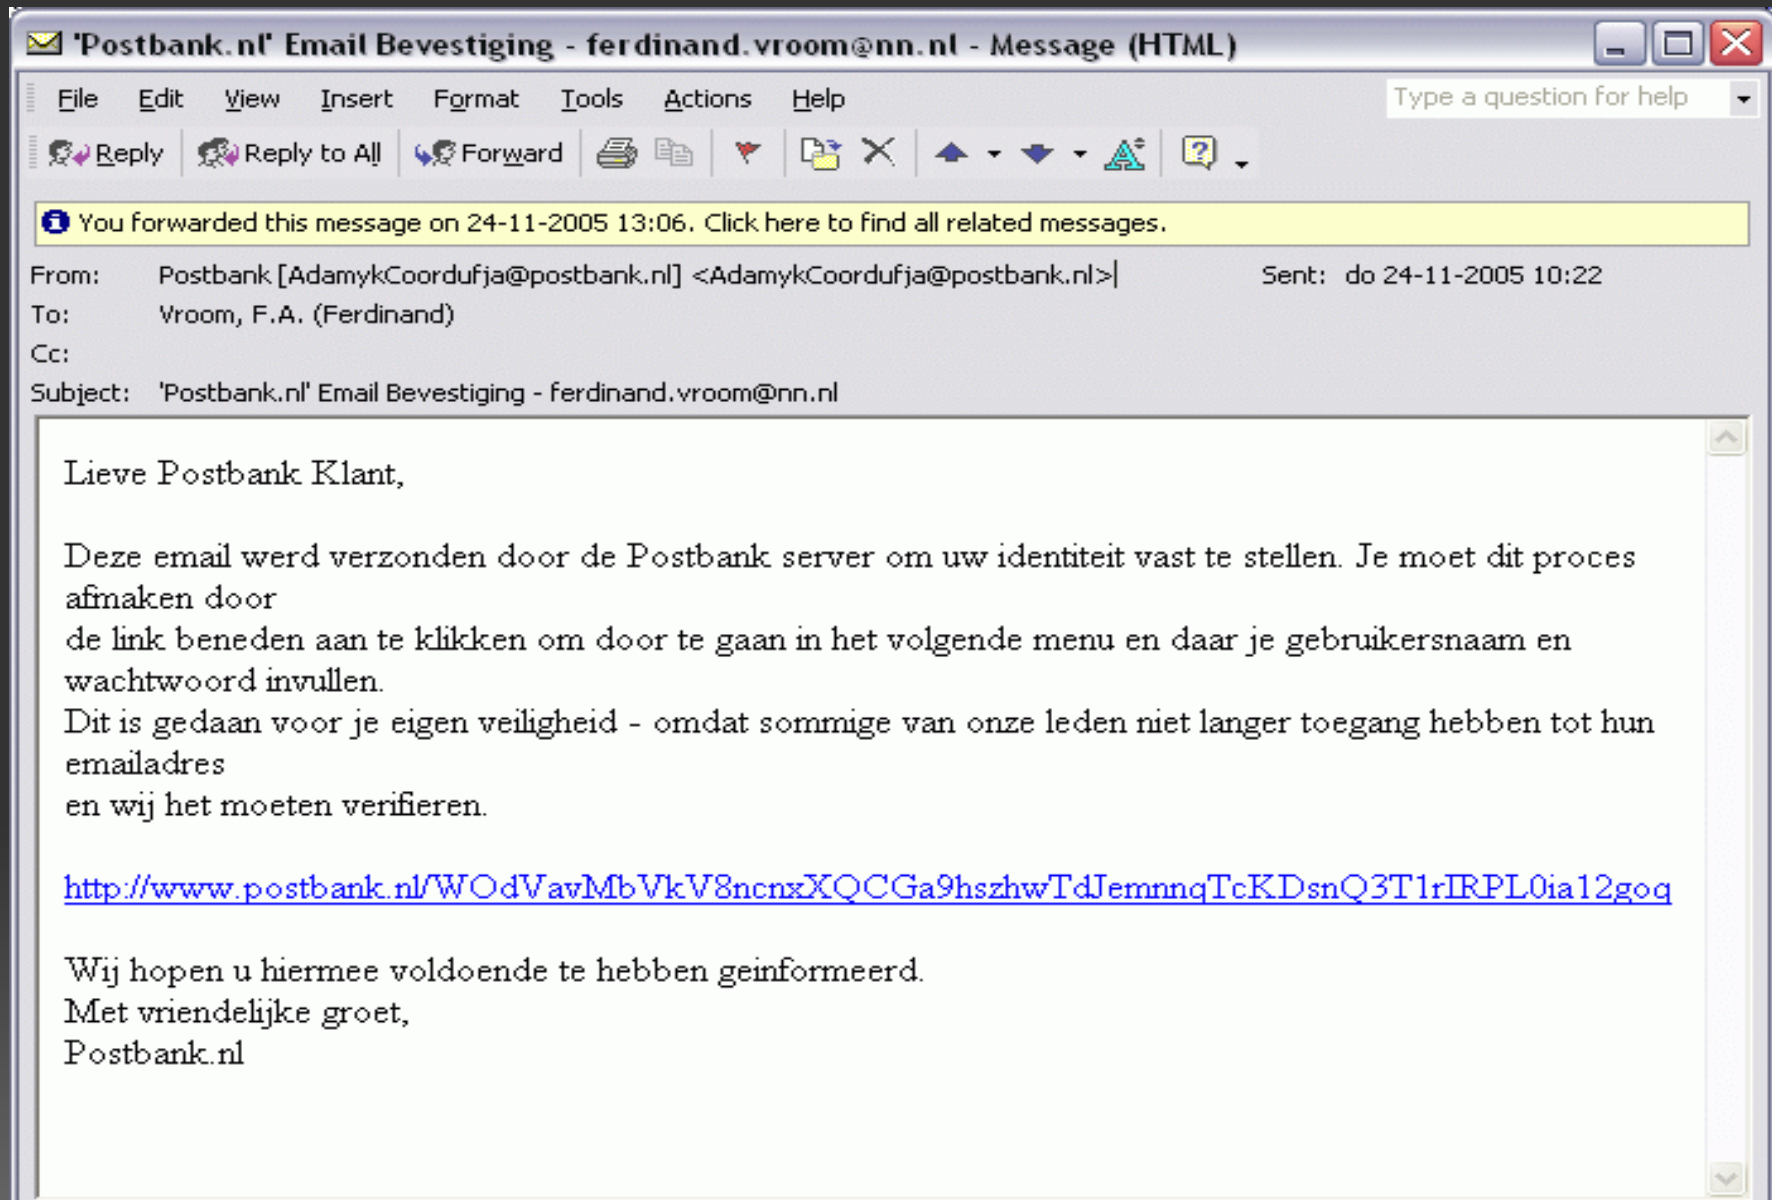 'Postbank.nl' Email Bevestiging - ferdinand.vroom@nn.nl - Message (HTML)
File Edit View Insert Format Tools Actions Help Type a question for help
Reply Reply to All Forward
You forwarded this message on 24-11-2005 13:06. Click here to find all related messages.
From: Postbank [AdamykCoordufja@postbank.nl] <AdamykCoordufja@postbank.nl> Sent: do 24-11-2005 10:22
To: Vroom, F.A. (Ferdinand)
Cc:
Subject: 'Postbank.nl' Email Bevestiging - ferdinand.vroom@nn.nl
Lieve Postbank Klant,
Deze email werd verzonden door de Postbank server om uw identiteit vast te stellen. Je moet dit proces
afmaken door
de link beneden aan te klikken om door te gaan in het volgende menu en daar je gebruikersnaam en
wachtwoord invullen.
Dit is gedaan voor je eigen veiligheid - omdat sommige van onze leden niet langer toegang hebben tot hun
emailadres
en wij het moeten verifieren.
http://www.postbank.nl/WOdVavMbVkV8ncnxXQCGa9hszhwTdJemnnqTcKDsnQ3T1rIRPL0ia12goq
Wij hopen u hiermee voldoende te hebben geinformeerd.
Met vriendelijke groet,
Postbank.nl